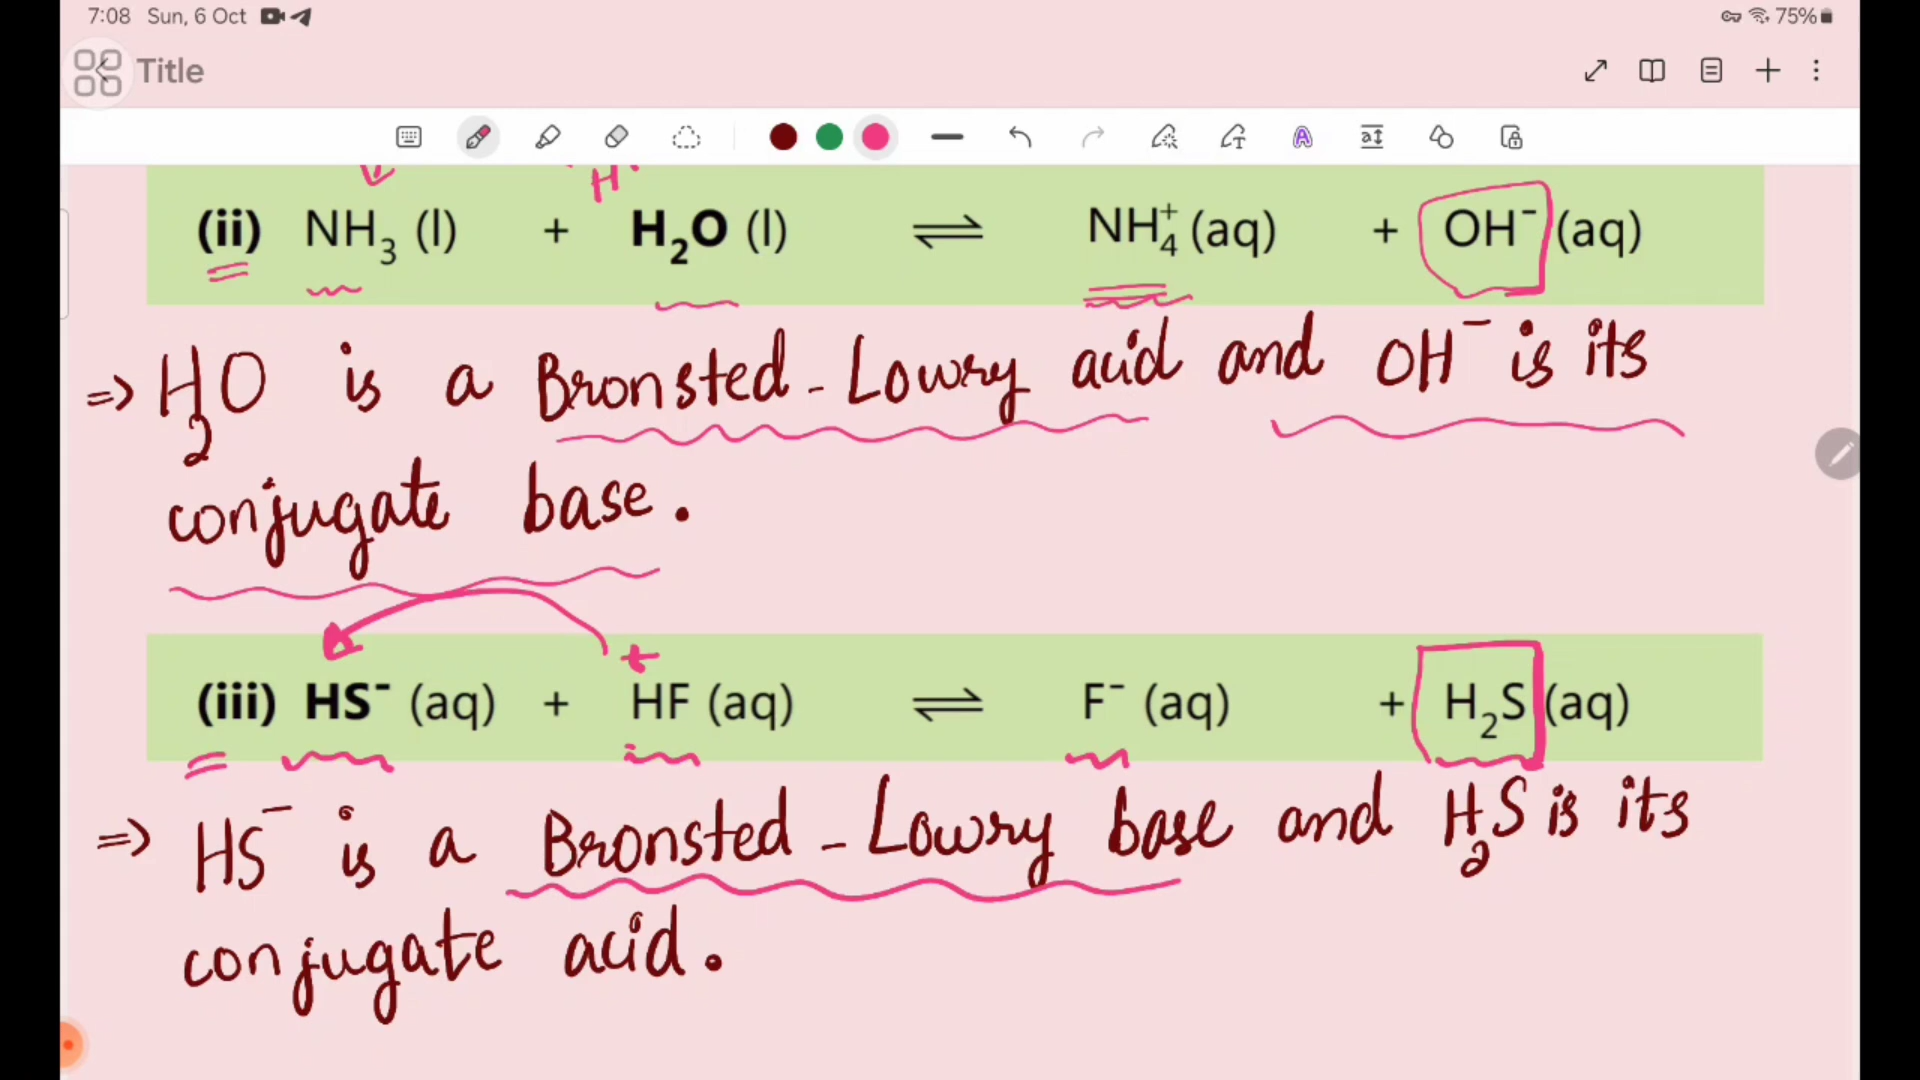 7:08 Sun, 6 Oct 75%
Title
H
(ii) NH₃ (l) + H₂O (l) ⇌ NH₄⁺ (aq) + OH⁻ (aq)
=> H₂O is a Bronsted - Lowry acid and OH⁻ is its
conjugate base.
+
(iii) HS⁻ (aq) + HF (aq) ⇌ F⁻ (aq) + H₂S (aq)
=> HS⁻ is a Bronsted - Lowry base and H₂S is its
conjugate acid.